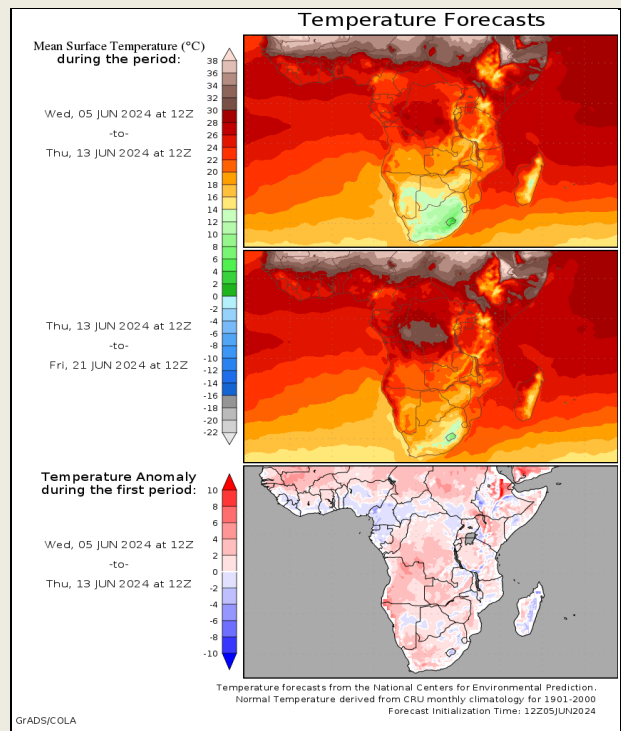 Temperature Forecasts
Mean Surface Temperature (°C)
during the period:
38
36
34
32
30
28
26
24
22
20
18
16
14
12
10
8
6
4
2
0
-2
-4
-6
-8
-10
-12
-14
-16
-18
-20
-22
Wed, 05 JUN 2024 at 12Z
-to-
Thu, 13 JUN 2024 at 12Z
Thu, 13 JUN 2024 at 12Z
-to-
Fri, 21 JUN 2024 at 12Z
Temperature Anomaly
during the first period:
10
8
6
4
2
0
-2
-4
-6
-8
-10
Wed, 05 JUN 2024 at 12Z
-to-
Thu, 13 JUN 2024 at 12Z
Temperature forecasts from the National Centers for Environmental Prediction.
Normal Temperature derived from CRU monthly climatology for 1901-2000
Forecast Initialization Time: 12Z05JUN2024
GrADS/COLA